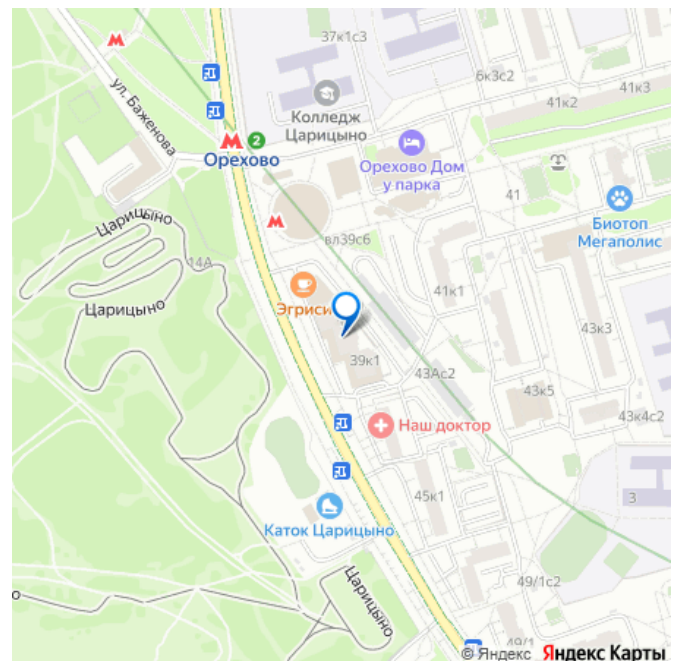 37к1с3
6к3с2
41к3
41к2
Колледж
Царицыно
ул. Баженова
2
Орехово
Орехово Дом
у парка
41
Биотоп
Мегаполис
Царицыно
вл39с6
14А
41к1
Эгриси
Царицыно
43к3
39к1
43Ас2
43к5
43к4с2
Наш доктор
45к1
3
Каток Царицыно
Царицыно
49/1с2
49/1
© Яндекс Яндекс Карты